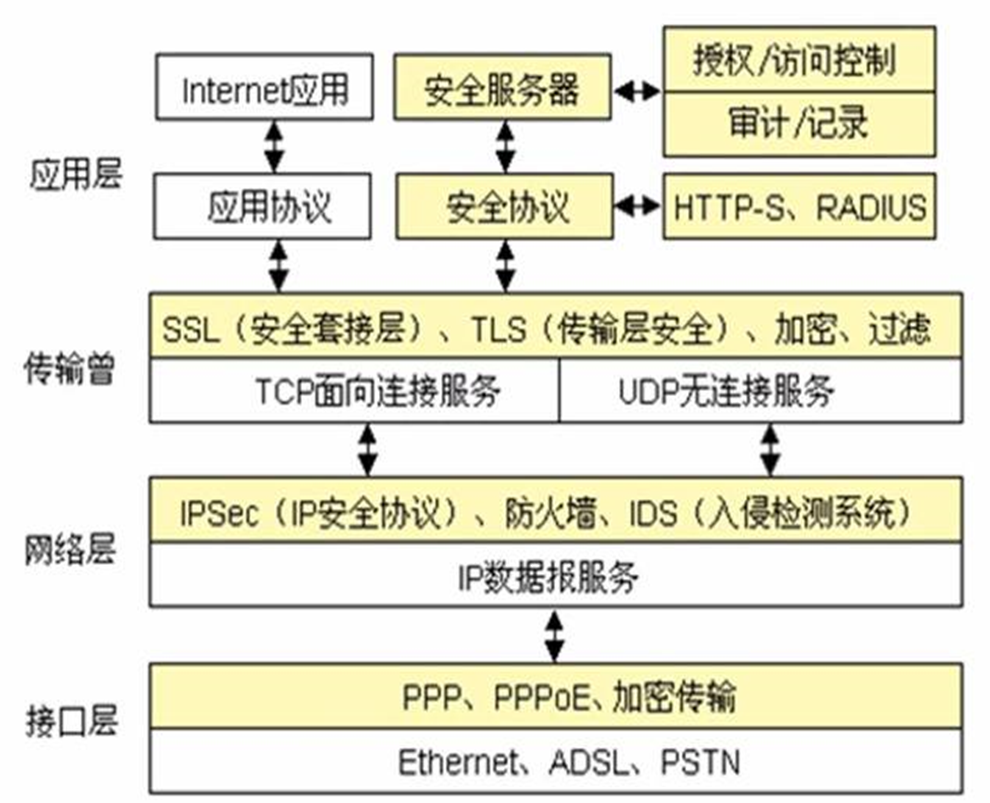 Internet应用
安全服务器
授权/访问控制
审计/记录
应用层
应用协议
安全协议
HTTP-S、RADIUS
SSL（安全套接层）、TLS（传输层安全）、加密、过滤
传输曾
TCP面向连接服务
UDP无连接服务
IPSec（IP安全协议）、防火墙、IDS（入侵检测系统）
网络层
IP数据报服务
PPP、PPPoE、加密传输
接口层
Ethernet、ADSL、PSTN